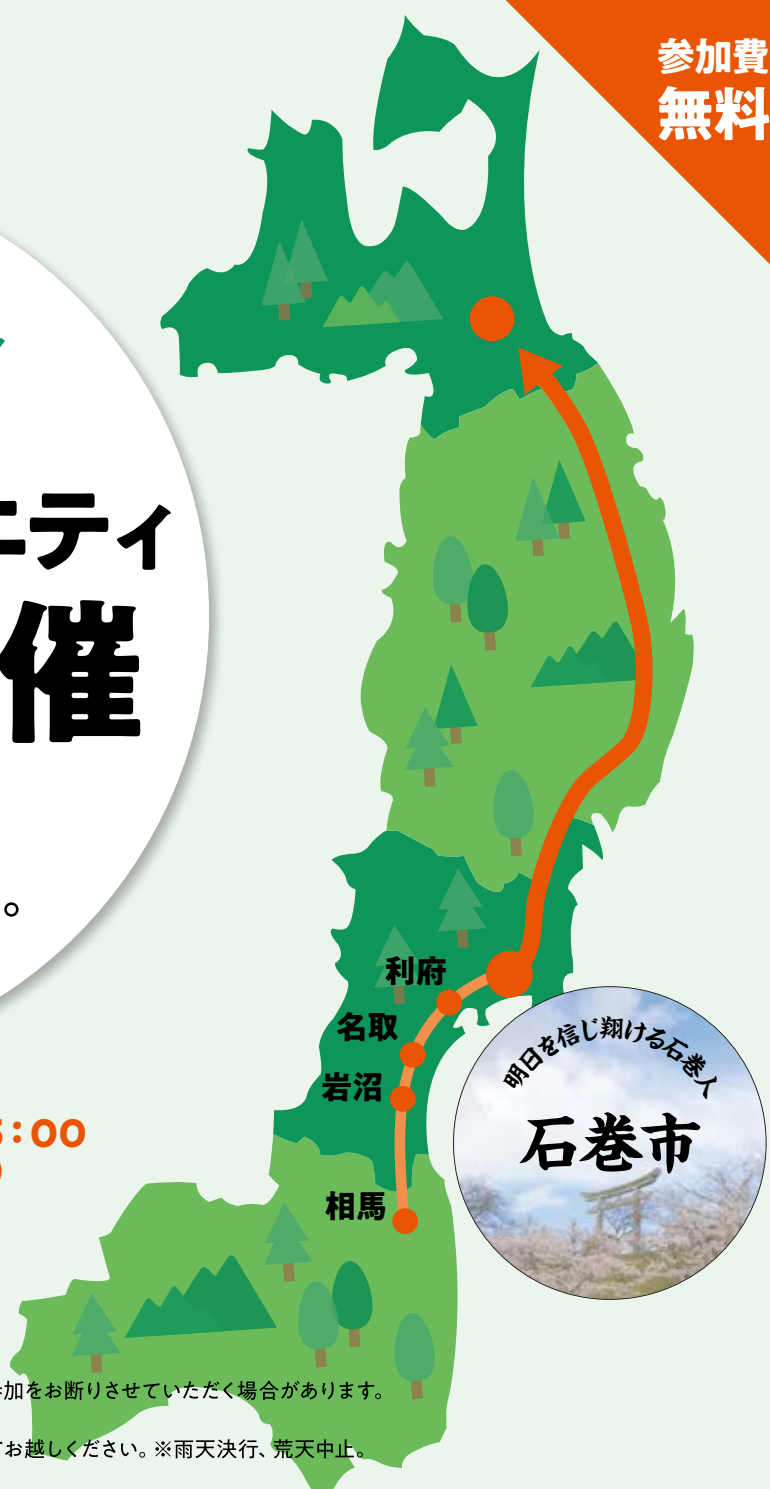 参加費
無料
ニティ
催
。
利府
名取
岩沼
相馬
明日を信じ翔ける石巻人
石巻市
:00
加をお断りさせていただく場合があります。
お越しください。※雨天決行、荒天中止。